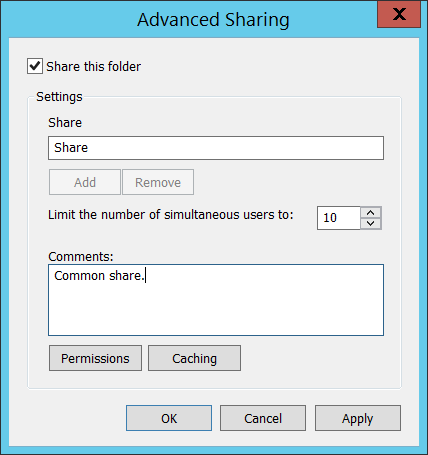 Advanced Sharing
Share this folder
Settings
Share
Share
Add Remove
Limit the number of simultaneous users to: 10
Comments:
Common share.
Permissions Caching
OK Cancel Apply